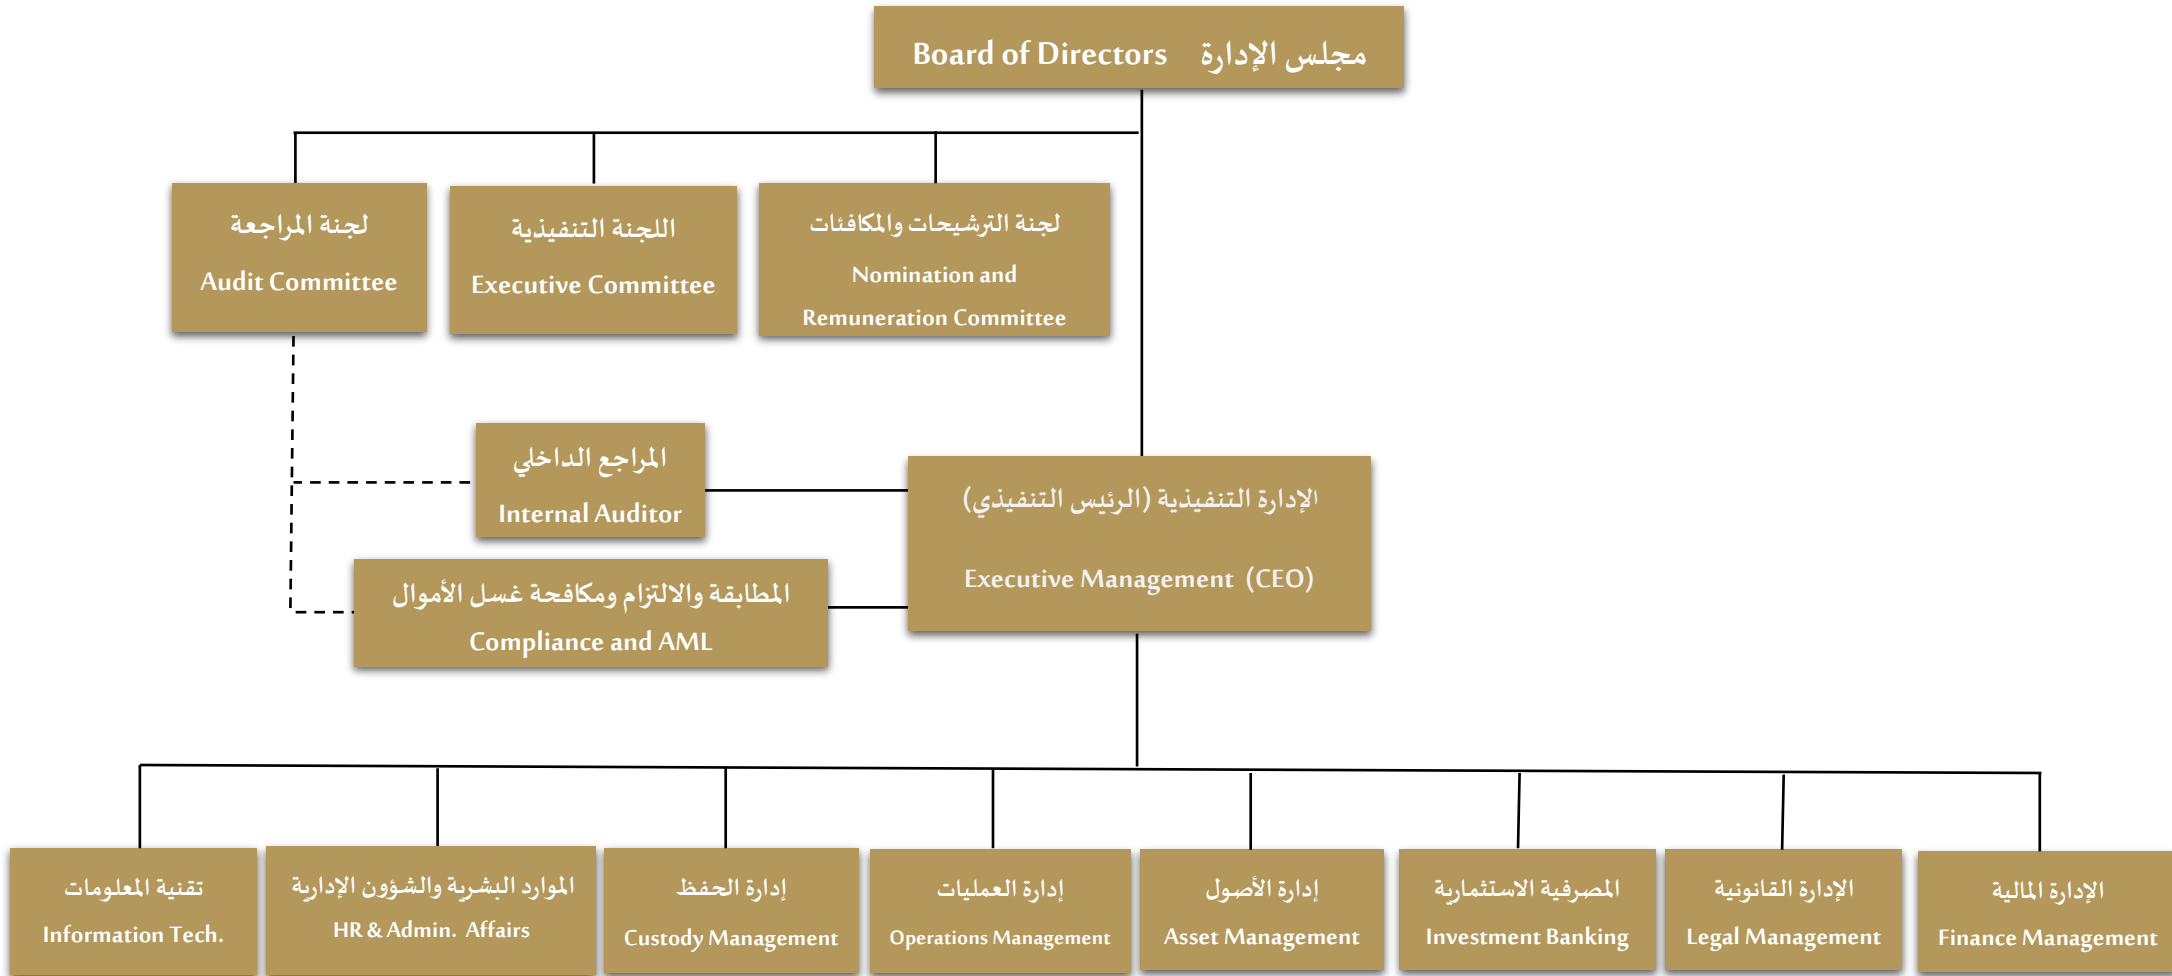 Board of Directors مجلس الإدارة
لجنة المراجعة
Audit Committee
اللجنة التنفيذية
Executive Committee
لجنة الترشيحات والمكافئات
Nomination and
Remuneration Committee
المراجع الداخلي
Internal Auditor
الإدارة التنفيذية (الرئيس التنفيذي)
Executive Management (CEO)
المطابقة والالتزام ومكافحة غسل الأموال
Compliance and AML
تقنية المعلومات
Information Tech.
الموارد البشرية والشؤون الإدارية
HR & Admin. Affairs
إدارة الحفظ
Custody Management
إدارة العمليات
Operations Management
إدارة الأصول
Asset Management
المصرفية الاستثمارية
Investment Banking
الإدارة القانونية
Legal Management
الإدارة المالية
Finance Management